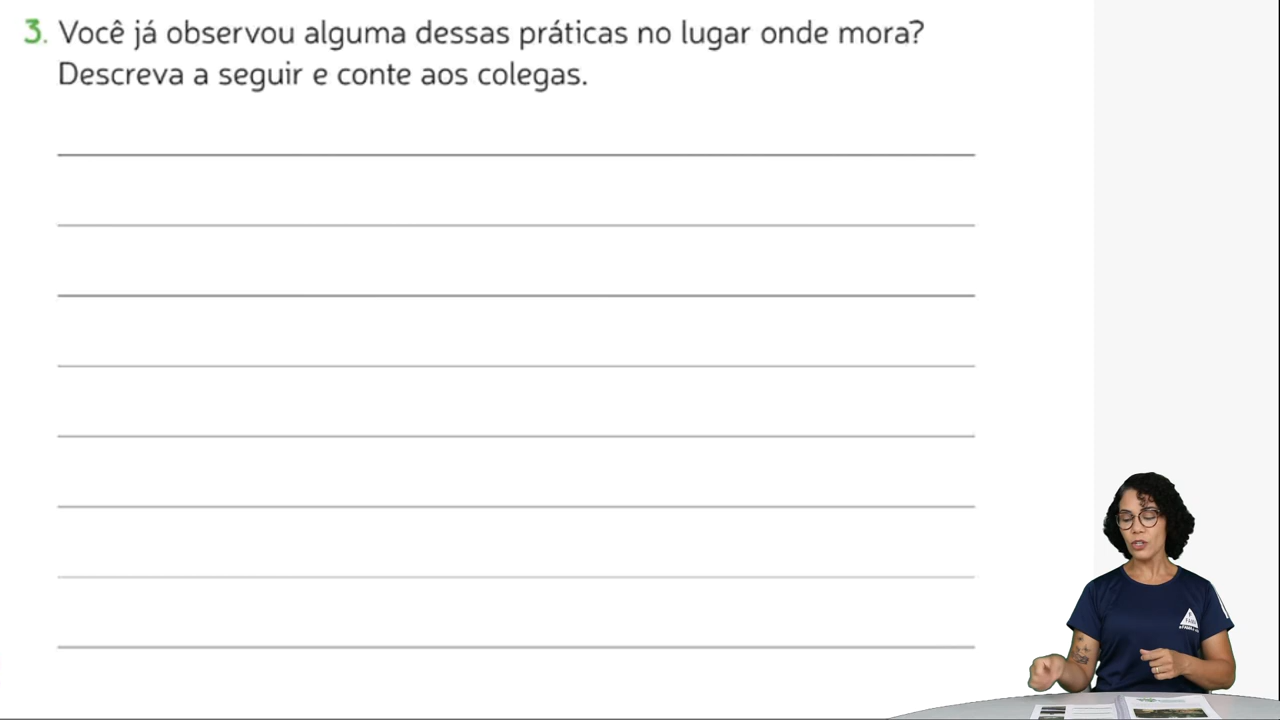 3. Você já observou alguma dessas práticas no lugar onde mora?
Descreva a seguir e conte aos colegas.